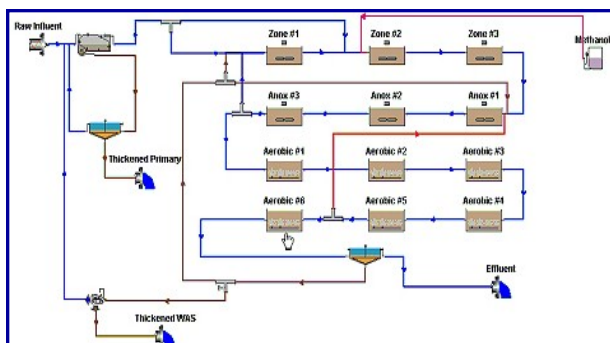 Raw Influent
Zone #1
Zone #2
Zone #3
Methanol
Anox #3
Anox #2
Anox #1
Thickened Primary
Aerobic #1
Aerobic #2
Aerobic #3
Aerobic #6
Aerobic #5
Aerobic #4
Effluent
Thickened WAS